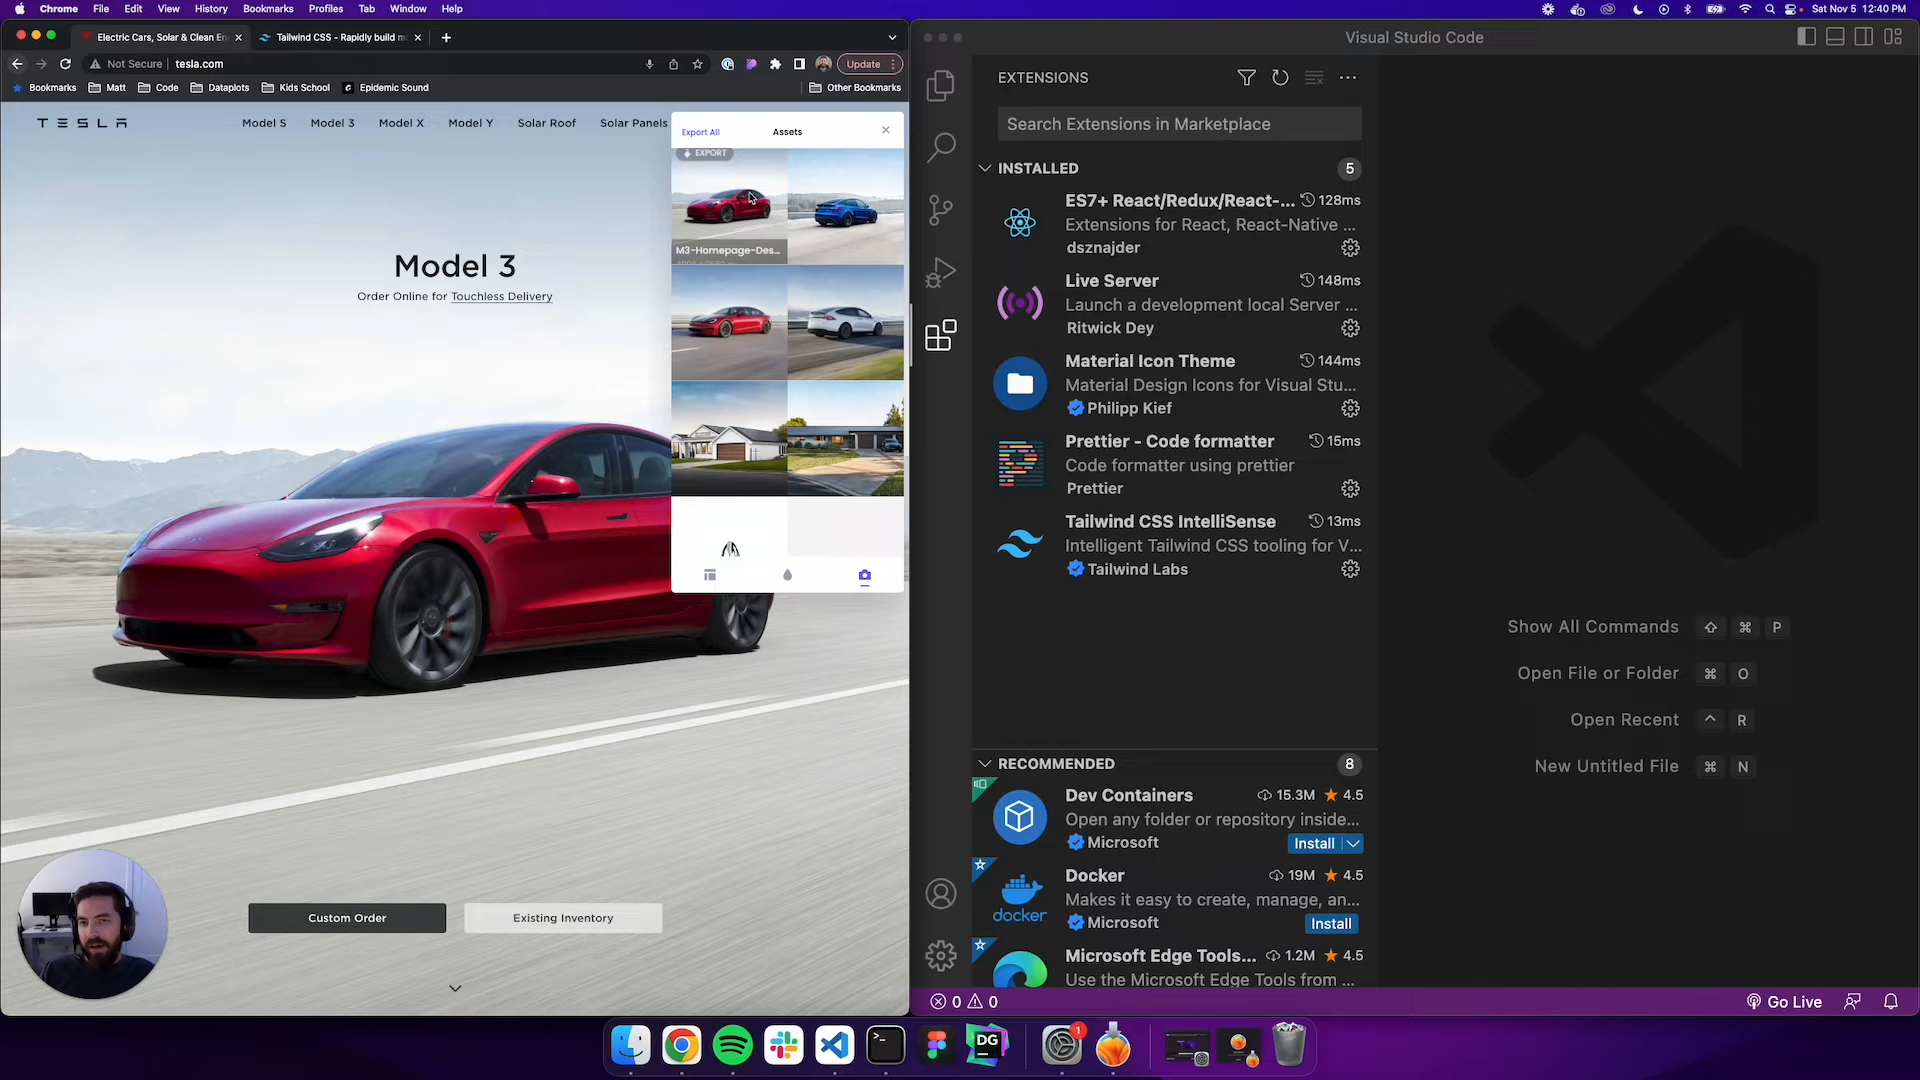 Chrome File Edit View History Bookmarks Profiles Tab Window Help
Sat Nov 5 12:40 PM
Electric Cars, Solar & Clean En
Tailwind CSS - Rapidly build m
Not Secure | tesla.com
Update
Bookmarks Matt Code Dataplots Kids School Epidemic Sound
Other Bookmarks
TESLA
Model S Model 3 Model X Model Y Solar Roof Solar Panels
Export All
Assets
EXPORT
M3-Homepage-Des...
Model 3
Order Online for Touchless Delivery
Custom Order
Existing Inventory
Visual Studio Code
EXTENSIONS
Search Extensions in Marketplace
INSTALLED
5
ES7+ React/Redux/React-... 128ms
Extensions for React, React-Native ...
dsznajder
Live Server 148ms
Launch a development local Server ...
Ritwick Dey
Material Icon Theme 144ms
Material Design Icons for Visual Stu...
Philipp Kief
Prettier - Code formatter 15ms
Code formatter using prettier
Prettier
Tailwind CSS IntelliSense 13ms
Intelligent Tailwind CSS tooling for V...
Tailwind Labs
RECOMMENDED
8
Dev Containers 15.3M 4.5
Open any folder or repository inside...
Microsoft
Install
Docker 19M 4.5
Makes it easy to create, manage, an...
Microsoft
Install
docker
Microsoft Edge Tools... 1.2M 4.5
Use the Microsoft Edge Tools from ...
Show All Commands ⇧ ⌘ P
Open File or Folder ⌘ O
Open Recent ^ R
New Untitled File ⌘ N
0 0
Go Live
DG
1